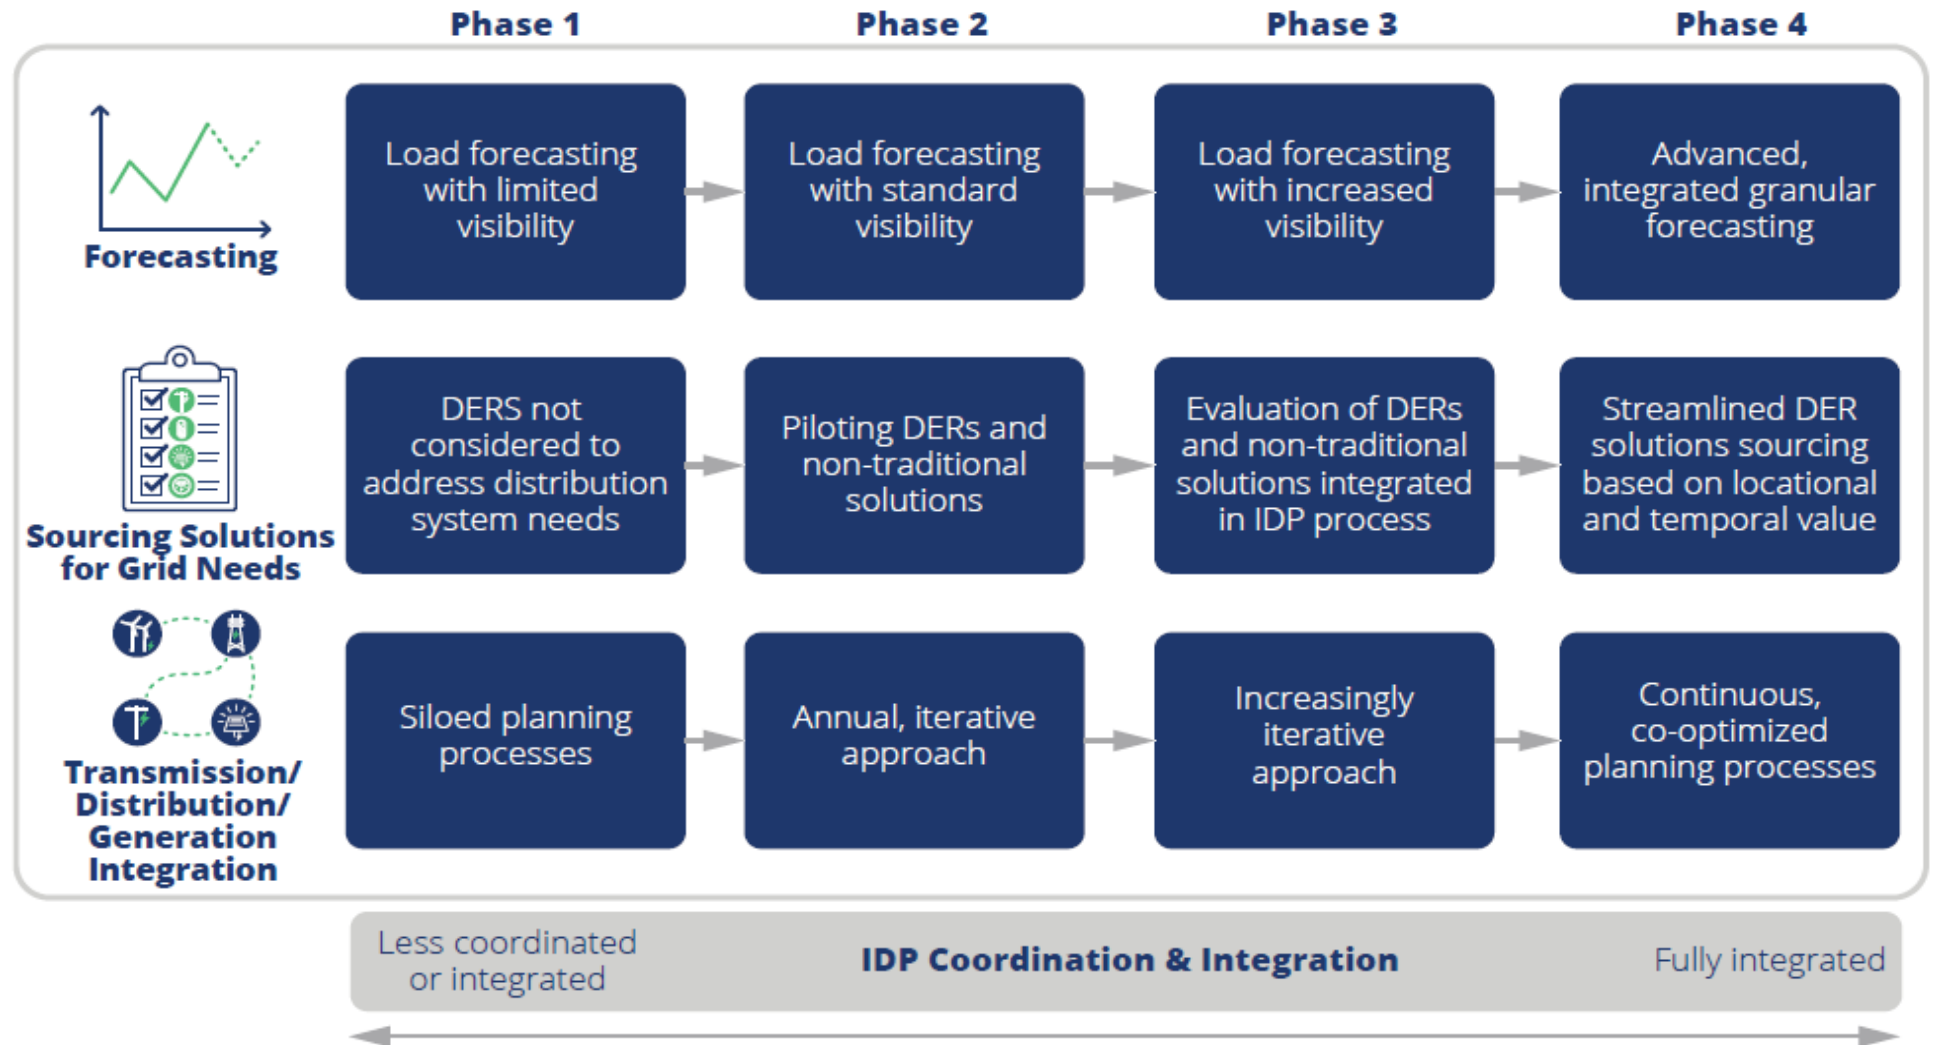 Phase 1
Phase 2
Phase 3
Phase 4
Forecasting
Load forecasting
with limited
visibility
Load forecasting
with standard
visibility
Load forecasting
with increased
visibility
Advanced,
integrated granular
forecasting
Sourcing Solutions
for Grid Needs
DERS not
considered to
address distribution
system needs
Piloting DERs and
non-traditional
solutions
Evaluation of DERs
and non-traditional
solutions integrated
in IDP process
Streamlined DER
solutions sourcing
based on locational
and temporal value
Transmission/
Distribution/
Generation
Integration
Siloed planning
processes
Annual, iterative
approach
Increasingly
iterative
approach
Continuous,
co-optimized
planning processes
Less coordinated
or integrated
IDP Coordination & Integration
Fully integrated